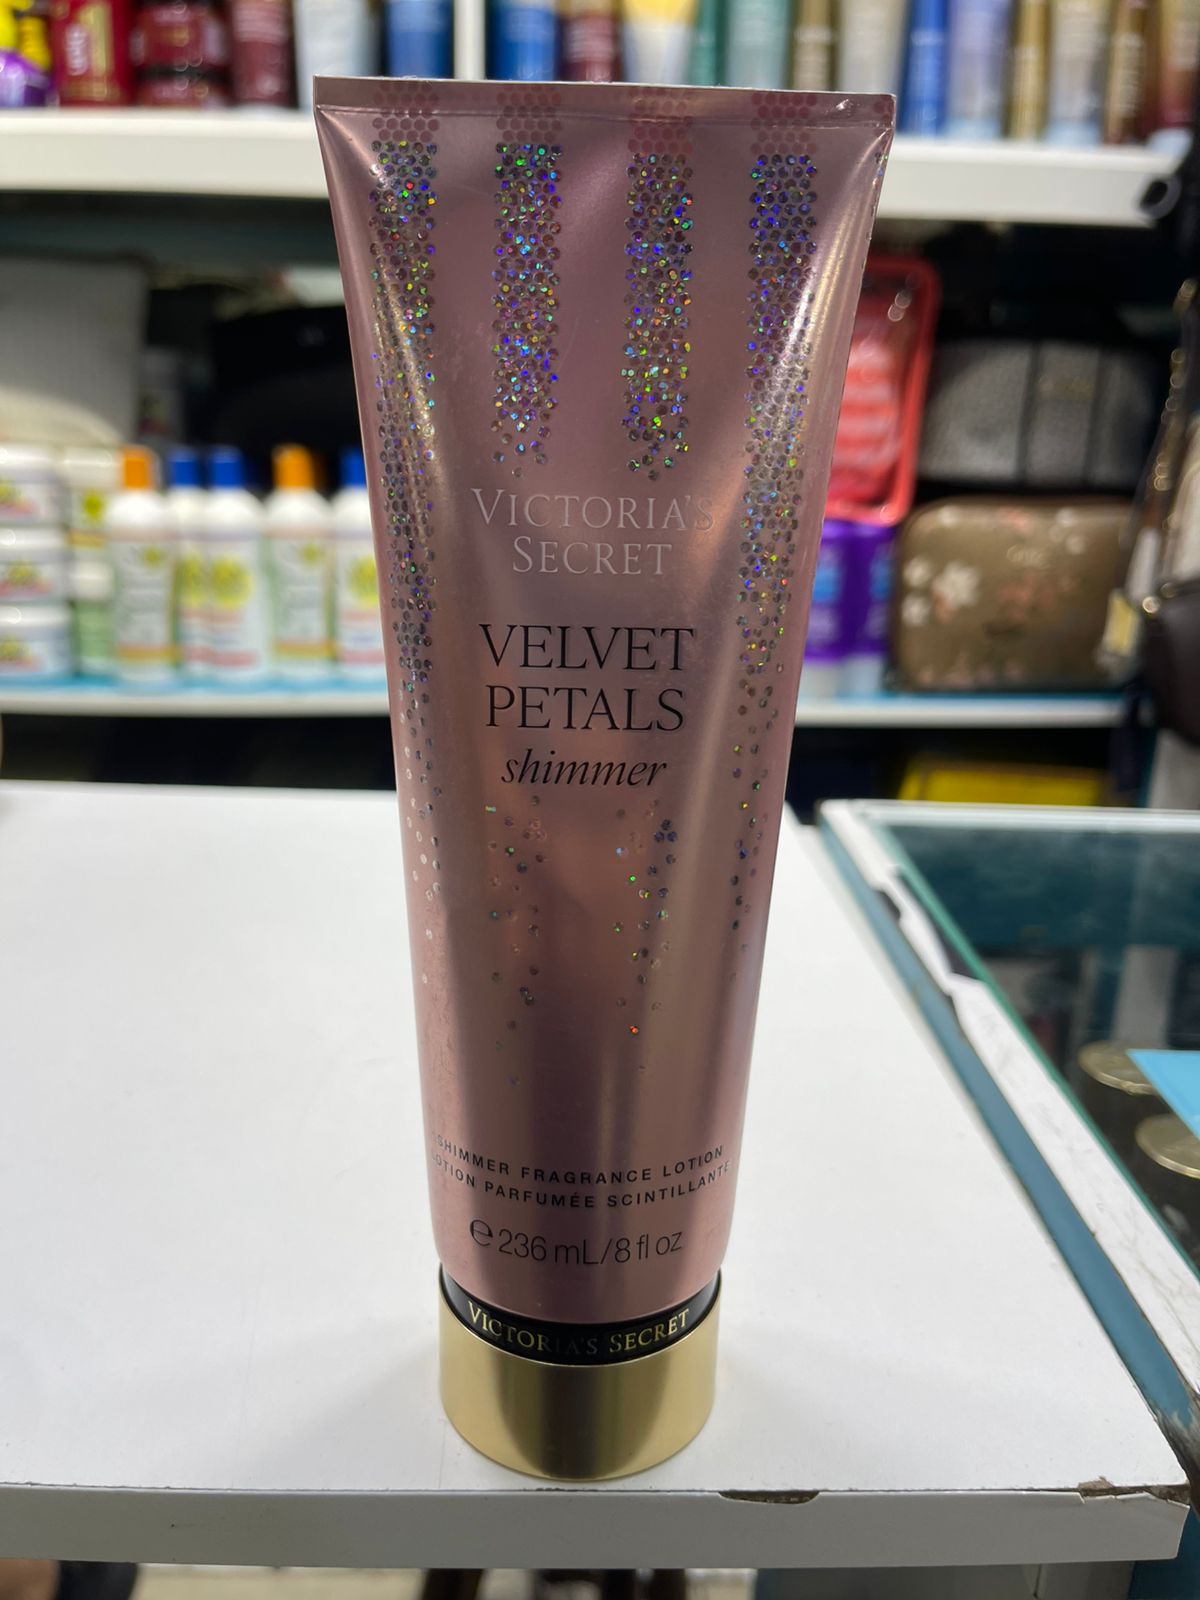 VICTORIA'S
SECRET
VELVET
PETALS
shimmer
SHIMMER FRAGRANCE LOTION
LOTION PARFUMÉE SCINTILLANTE
℮ 236 mL/8 fl oz
VICTORIA'S SECRET